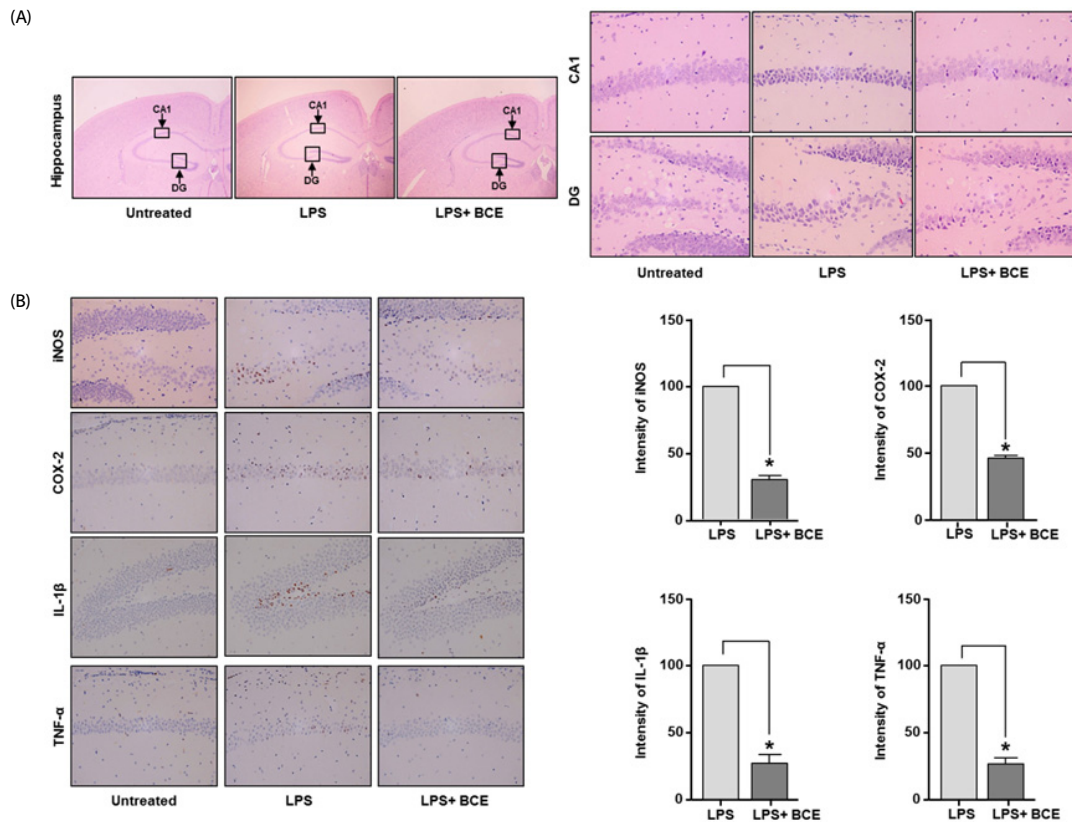 (A)
Hippocampus
CA1
DG
Untreated
CA1
DG
LPS
CA1
DG
LPS+ BCE
CA1
DG
Untreated
LPS
LPS+ BCE
(B)
iNOS
COX-2
IL-1β
TNF-α
Untreated
LPS
LPS+ BCE
Intensity of iNOS
150
100
50
0
*
LPS
LPS+ BCE
Intensity of COX-2
150
100
50
0
*
LPS
LPS+ BCE
Intensity of IL-1β
150
100
50
0
*
LPS
LPS+ BCE
Intensity of TNF-α
150
100
50
0
*
LPS
LPS+ BCE